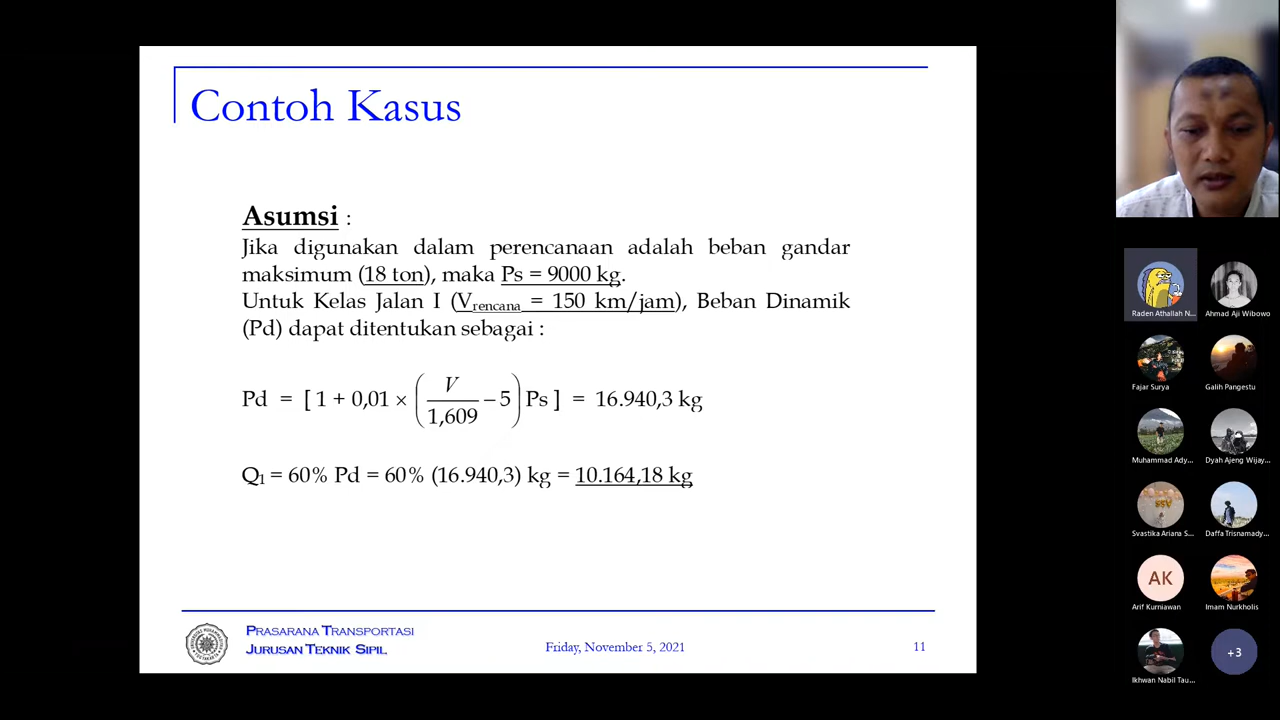 Contoh Kasus
Asumsi :
Jika digunakan dalam perencanaan adalah beban gandar
maksimum (18 ton), maka Ps = 9000 kg.
Untuk Kelas Jalan I (Vrencana = 150 km/jam), Beban Dinamik
(Pd) dapat ditentukan sebagai :
Pd = [ 1 + 0,01 × ( V / 1,609 – 5 ) Ps ] = 16.940,3 kg
Q1 = 60% Pd = 60% (16.940,3) kg = 10.164,18 kg
PRASARANA TRANSPORTASI
JURUSAN TEKNIK SIPIL
Friday, November 5, 2021
11
Raden Athallah N...
Ahmad Aji Wibowo
Fajar Surya
Galih Pangestu
Muhammad Ady...
Dyah Ajeng Wijay...
Svastika Ariana S...
Daffa Trisnamady...
AK
Arif Kurniawan
Imam Nurkholis
Ikhwan Nabil Tau...
+3